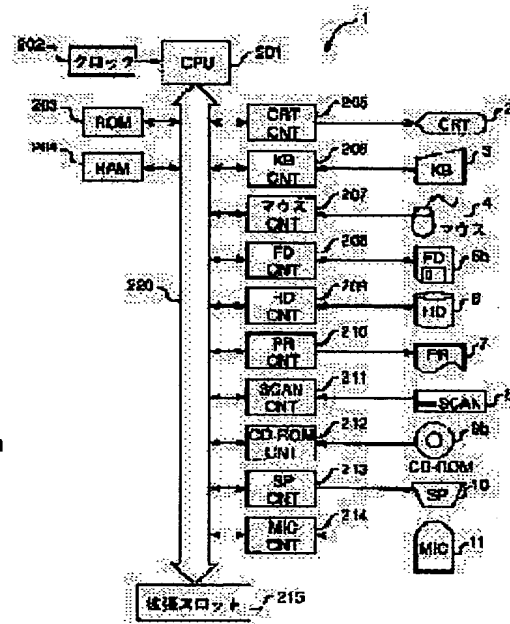 1
202
クロック
CPU
201
203
ROM
204
RAM
205
CRT
CNT
CRT
2
206
KB
CNT
KB
3
207
マウス
CNT
マウス
4
208
FD
CNT
FD
5b
220
209
HD
CNT
HD
6
210
PR
CNT
PR
7
211
SCAN
CNT
SCAN
8
212
CD-ROM
CNT
9b
CD-ROM
213
SP
CNT
SP
10
214
MIC
CNT
MIC
11
拡張スロット
215